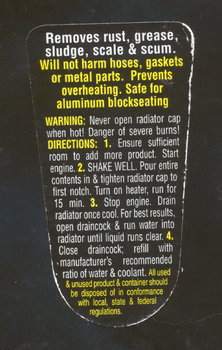 Removes rust, grease,
sludge, scale & scum.
Will not harm hoses, gaskets
or metal parts. Prevents
overheating. Safe for
aluminum blockseating
WARNING: Never open radiator cap
when hot! Danger of severe burns!
DIRECTIONS: 1. Ensure sufficient
room to add more product. Start
engine. 2. SHAKE WELL. Pour entire
contents in & tighten radiator cap to
first notch. Turn on heater, run for
15 min. 3. Stop engine. Drain
radiator once cool. For best results,
open draincock & run water into
radiator until liquid runs clear. 4.
Close draincock; refill with
manufacturer's recommended
ratio of water & coolant. All used
& unused product & container should
be disposed of in conformance
with local, state & federal
regulations.